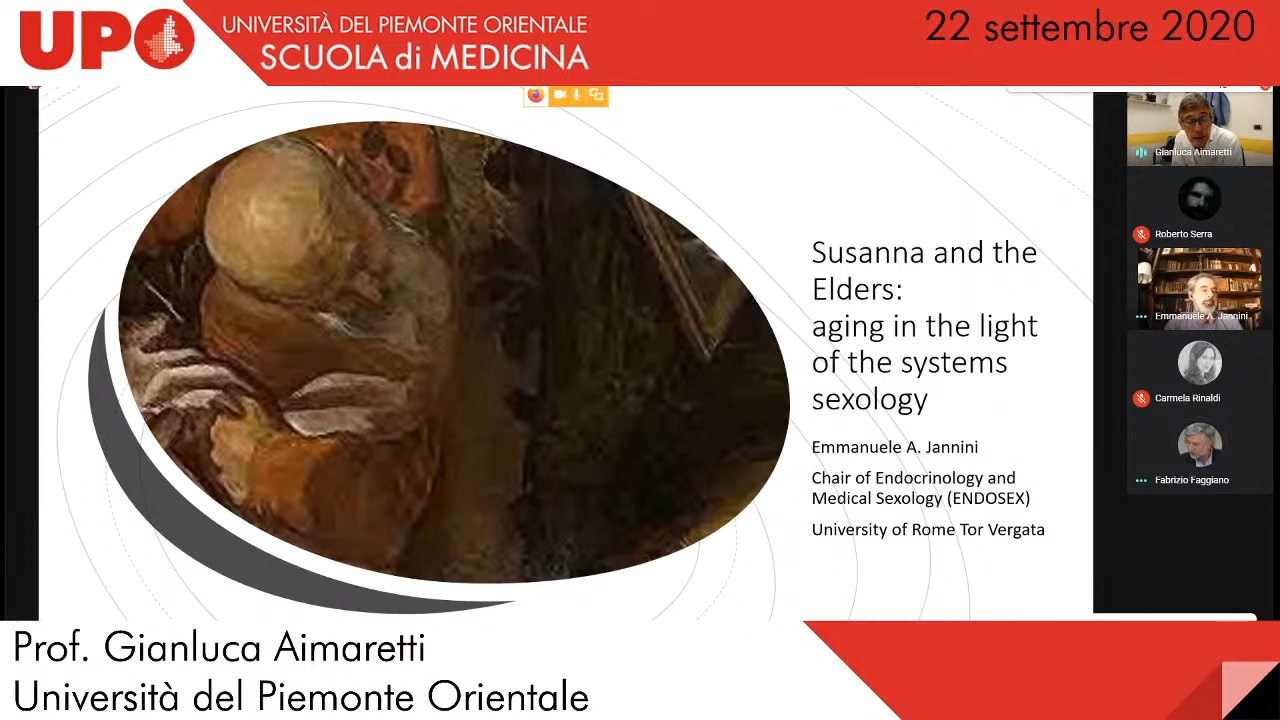 UPO
UNIVERSITÀ DEL PIEMONTE ORIENTALE
SCUOLA di MEDICINA
22 settembre 2020
Gianluca Aimaretti
Roberto Serra
Emmanuele A. Jannini
Carmela Rinaldi
Fabrizio Faggiano
Susanna and the
Elders:
aging in the light
of the systems
sexology
Emmanuele A. Jannini
Chair of Endocrinology and
Medical Sexology (ENDOSEX)
University of Rome Tor Vergata
Prof. Gianluca Aimaretti
Università del Piemonte Orientale